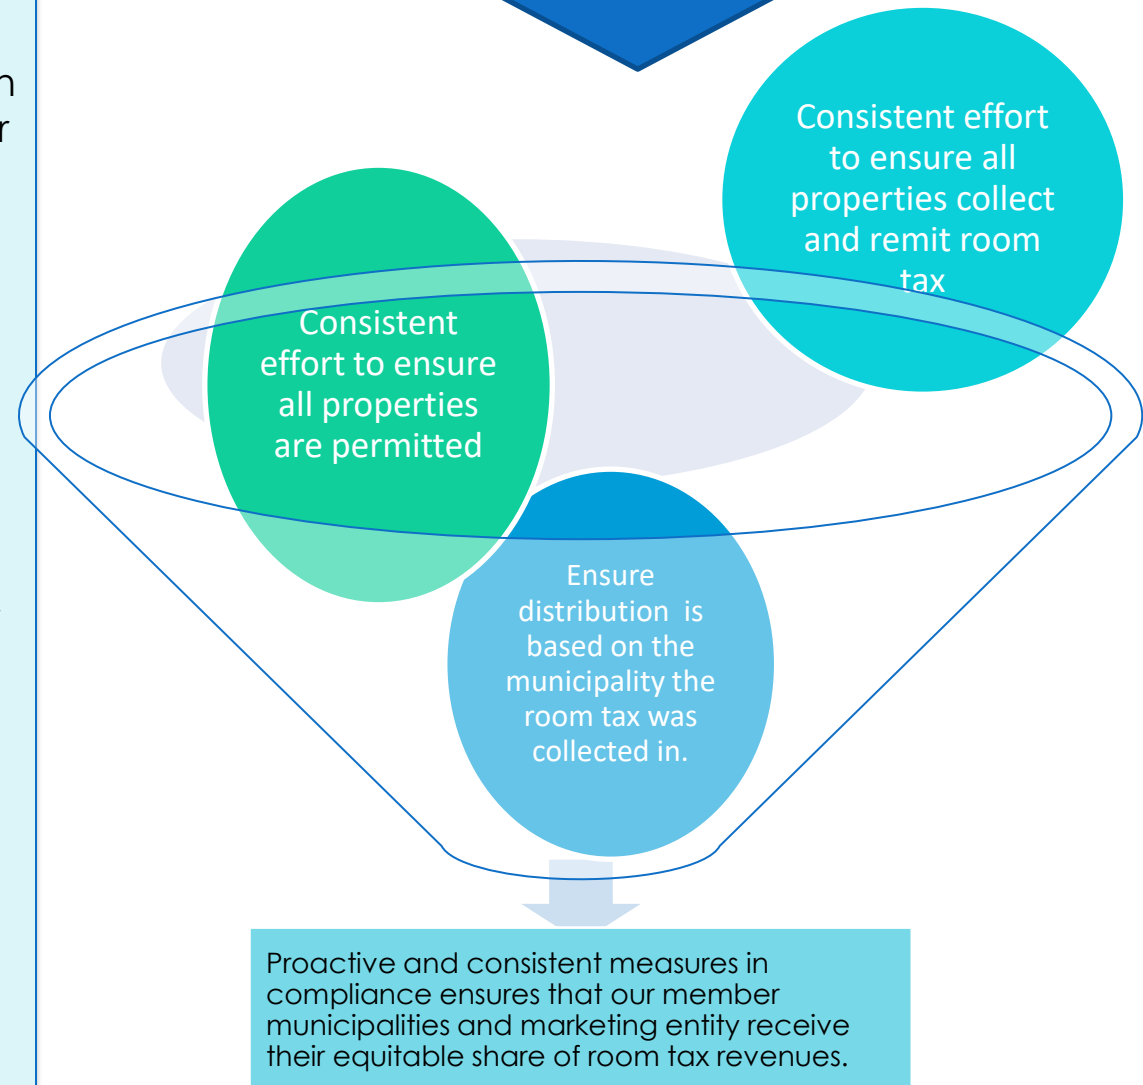 n
r
Consistent effort
to ensure all
properties collect
and remit room
tax
Consistent
effort to ensure
all properties
are permitted
Ensure
distribution  is
based on the
municipality the
room tax was
collected in.
Proactive and consistent measures in
compliance ensures that our member
municipalities and marketing entity receive
their equitable share of room tax revenues.